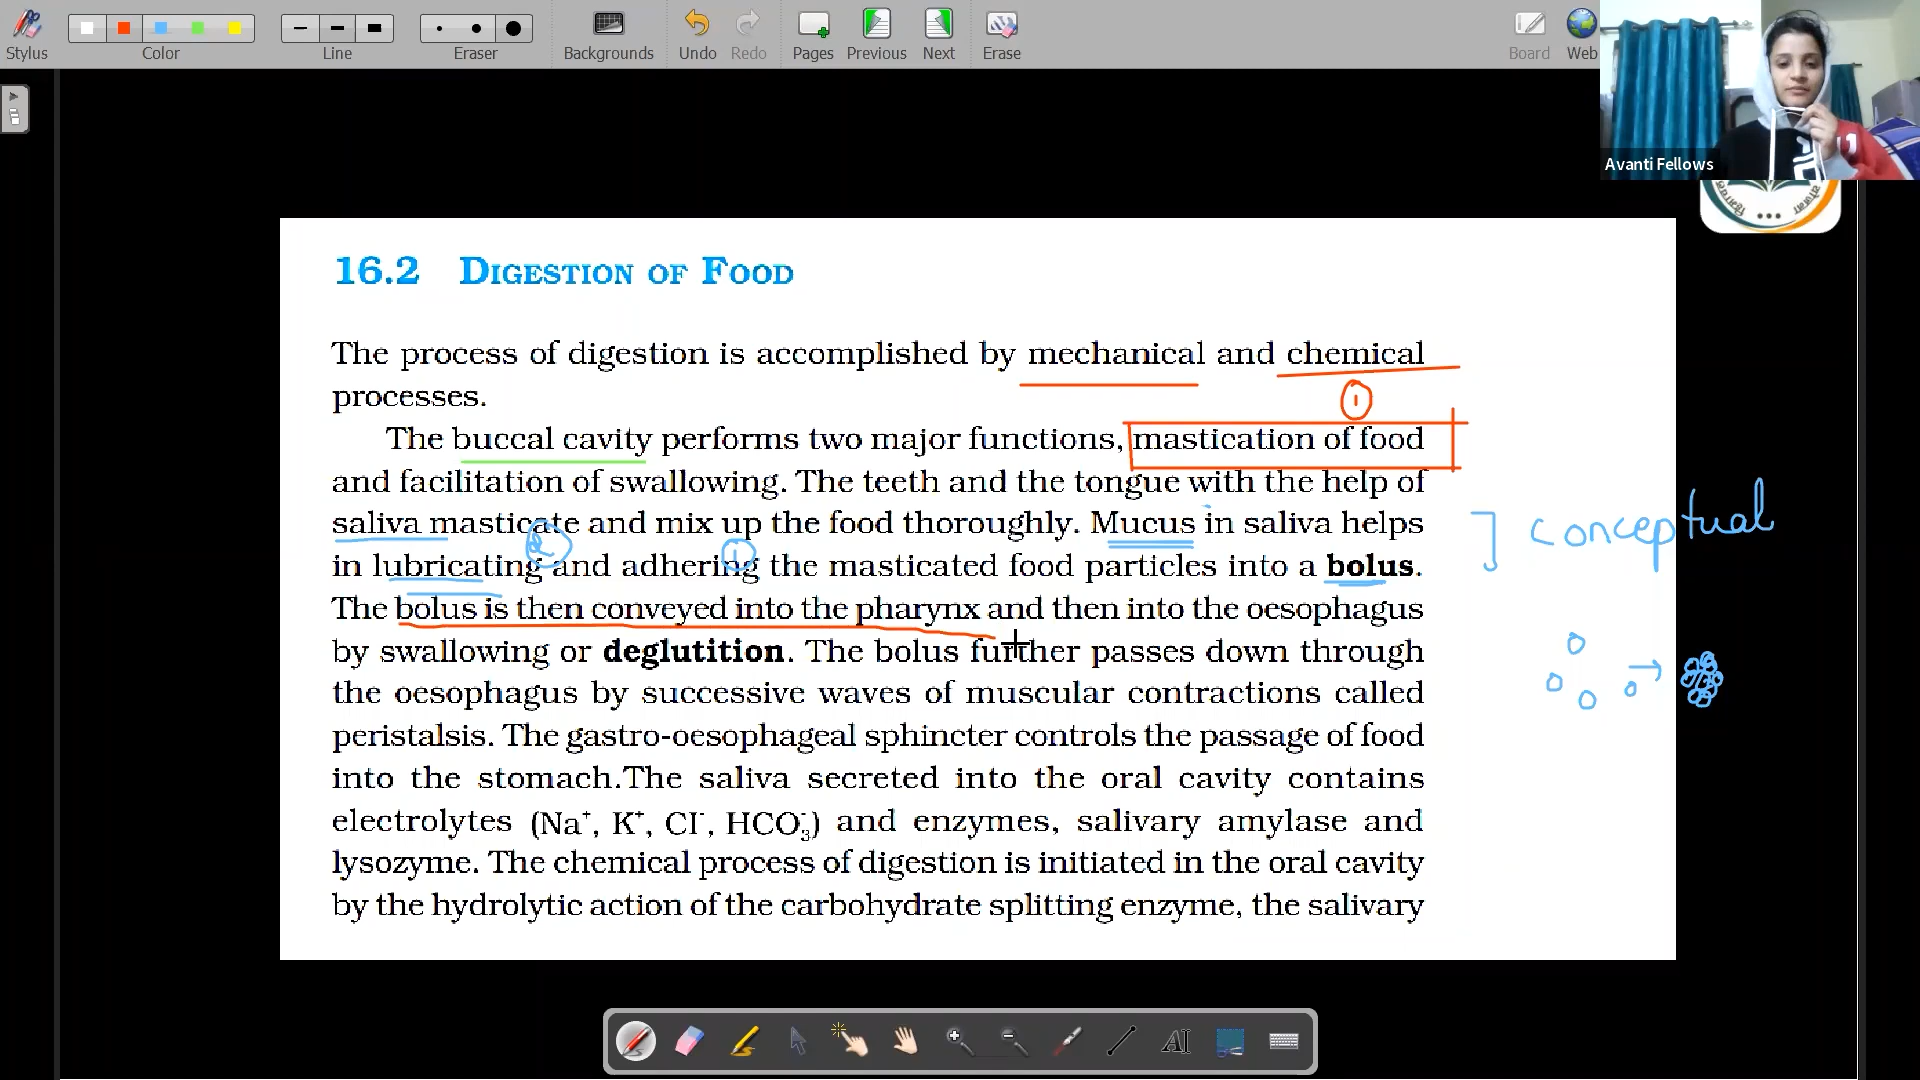 Stylus Color Line Eraser Backgrounds Undo Redo Pages Previous Next Erase Board Web
Avanti Fellows
16.2 DIGESTION OF FOOD
The process of digestion is accomplished by mechanical and chemical
processes.
1
The buccal cavity performs two major functions, mastication of food
and facilitation of swallowing. The teeth and the tongue with the help of
saliva masticate and mix up the food thoroughly. Mucus in saliva helps
] conceptual
2 1
in lubricating and adhering the masticated food particles into a bolus.
The bolus is then conveyed into the pharynx and then into the oesophagus
by swallowing or deglutition. The bolus further passes down through
the oesophagus by successive waves of muscular contractions called
peristalsis. The gastro-oesophageal sphincter controls the passage of food
into the stomach.The saliva secreted into the oral cavity contains
electrolytes (Na⁺, K⁺, Cl⁻, HCO₃⁻) and enzymes, salivary amylase and
lysozyme. The chemical process of digestion is initiated in the oral cavity
by the hydrolytic action of the carbohydrate splitting enzyme, the salivary